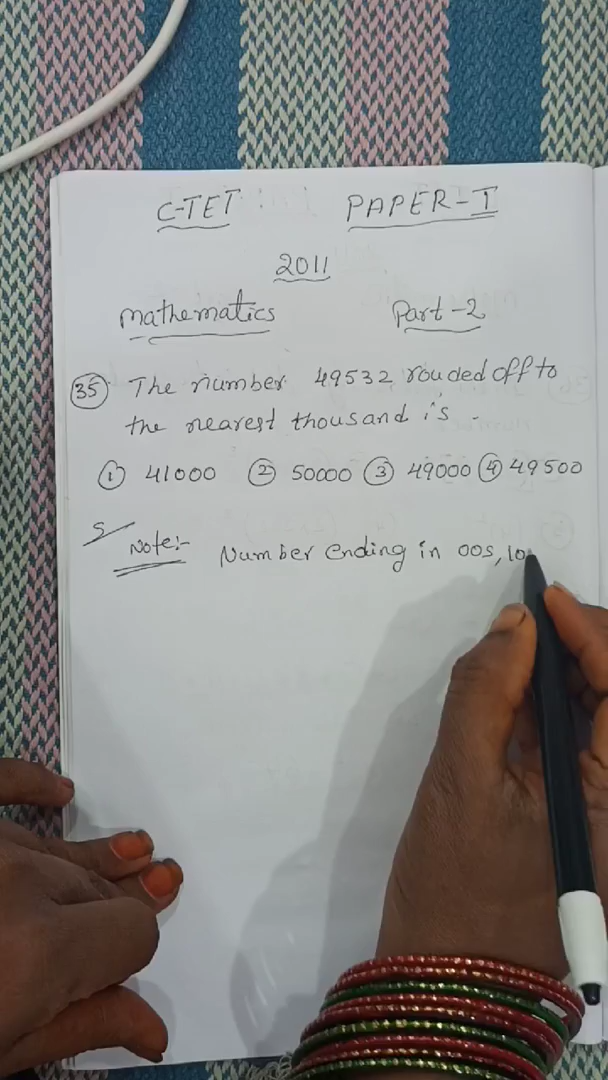 C-TET PAPER-I
2011
Mathematics Part-2
35 The number 49532 rouded off to
the nearest thousand is .
1 41000 2 50000 3 49000 4 49500
S
Note:- Number ending in 00s, 10